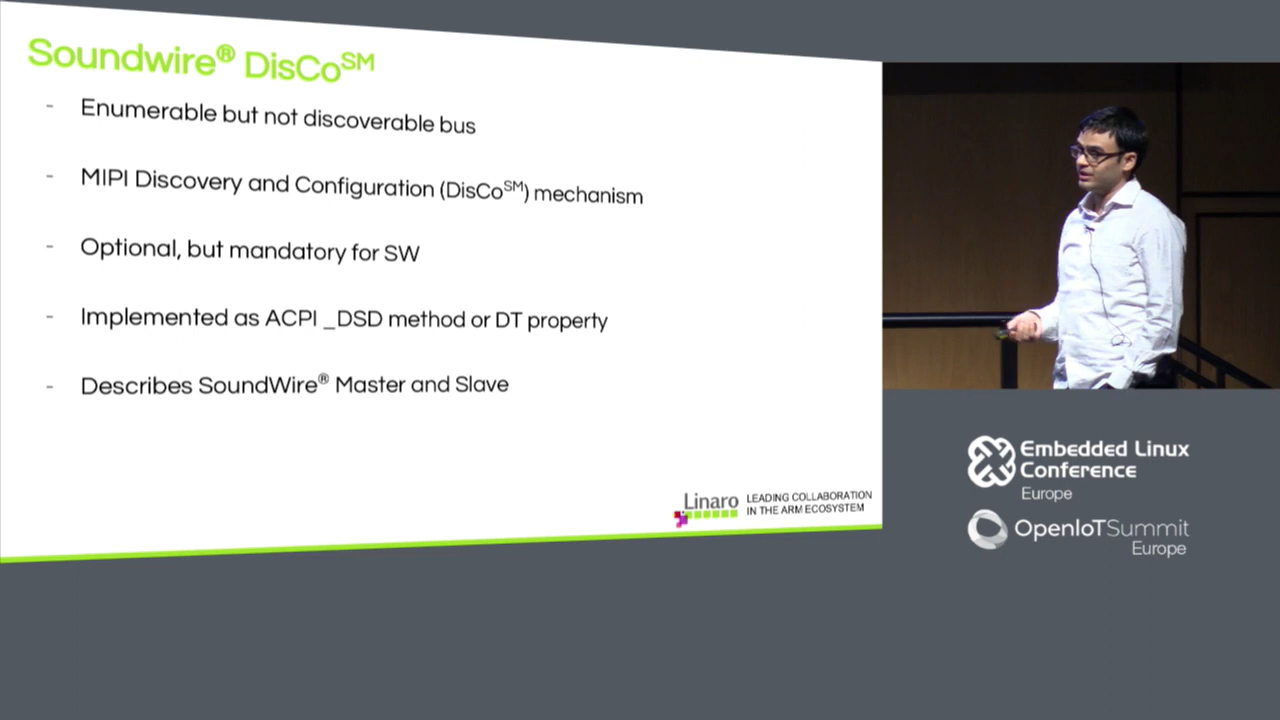 Soundwire® DisCo℠
- Enumerable but not discoverable bus
- MIPI Discovery and Configuration (DisCo℠) mechanism
- Optional, but mandatory for SW
- Implemented as ACPI _DSD method or DT property
- Describes SoundWire® Master and Slave
Linaro
LEADING COLLABORATION
IN THE ARM ECOSYSTEM
Embedded Linux
Conference
Europe
OpenIoTSummit
Europe